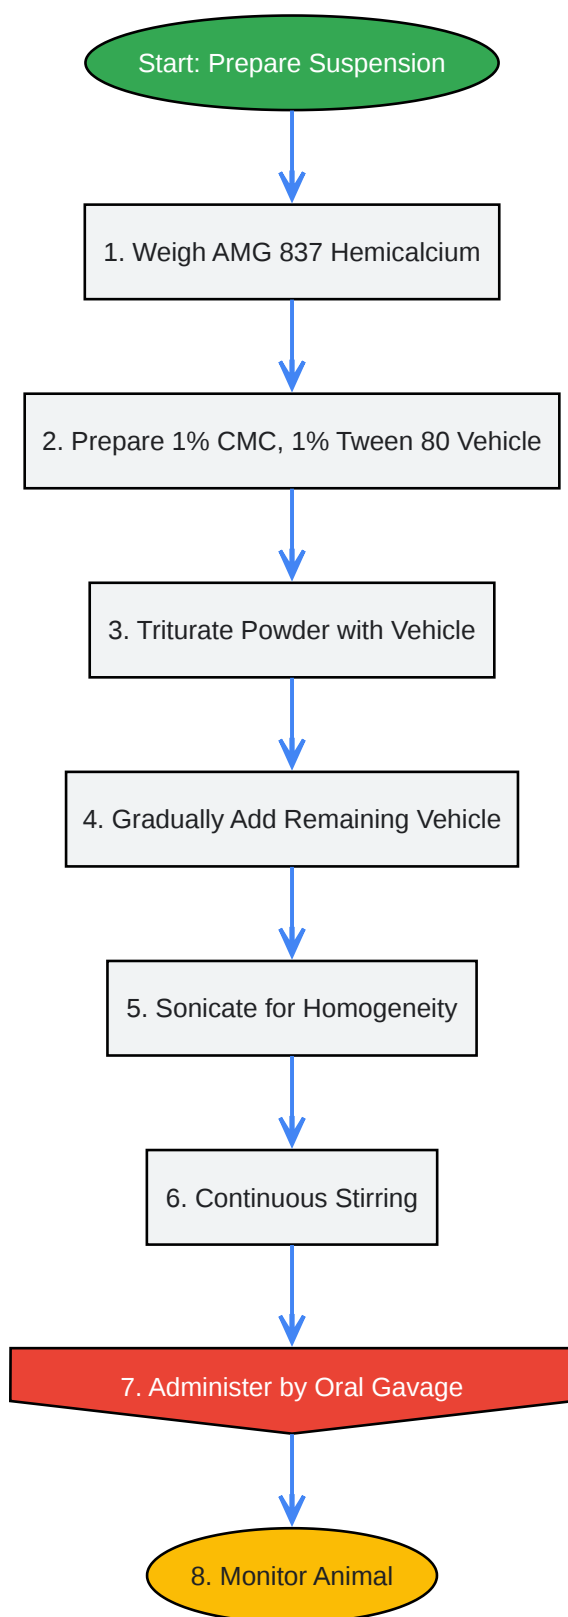 Start: Prepare Suspension
1. Weigh AMG 837 Hemicalcium
2. Prepare 1% CMC, 1% Tween 80 Vehicle
3. Triturate Powder with Vehicle
4. Gradually Add Remaining Vehicle
5. Sonicate for Homogeneity
6. Continuous Stirring
7. Administer by Oral Gavage
8. Monitor Animal